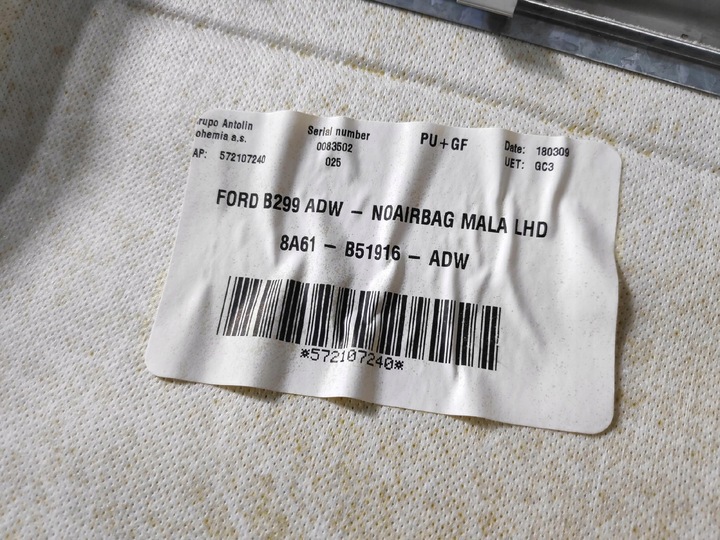 rupo Antolin
ohemia a.s.
AP: 572107240
Serial number
0083502
025
PU+GF
Date: 180309
UET: GC3
FORD B299 ADW - NOAIRBAG MALA LHD
8A61 - B51916 - ADW
*572107240*